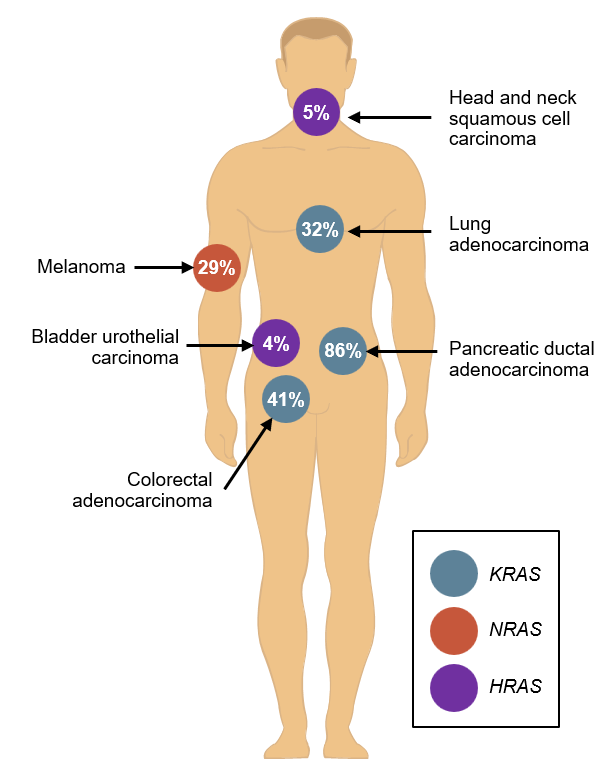 5%
Head and neck
squamous cell
carcinoma
32%
Lung
adenocarcinoma
Melanoma
29%
Bladder urothelial
carcinoma
4%
86%
Pancreatic ductal
adenocarcinoma
41%
Colorectal
adenocarcinoma
KRAS
NRAS
HRAS